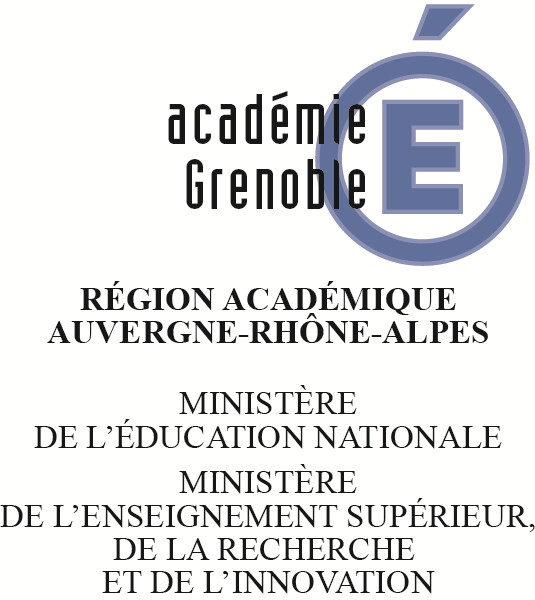 académie
Grenoble
É
RÉGION ACADÉMIQUE
AUVERGNE-RHÔNE-ALPES
MINISTÈRE
DE L’ÉDUCATION NATIONALE
MINISTÈRE
DE L’ENSEIGNEMENT SUPÉRIEUR,
DE LA RECHERCHE
ET DE L’INNOVATION